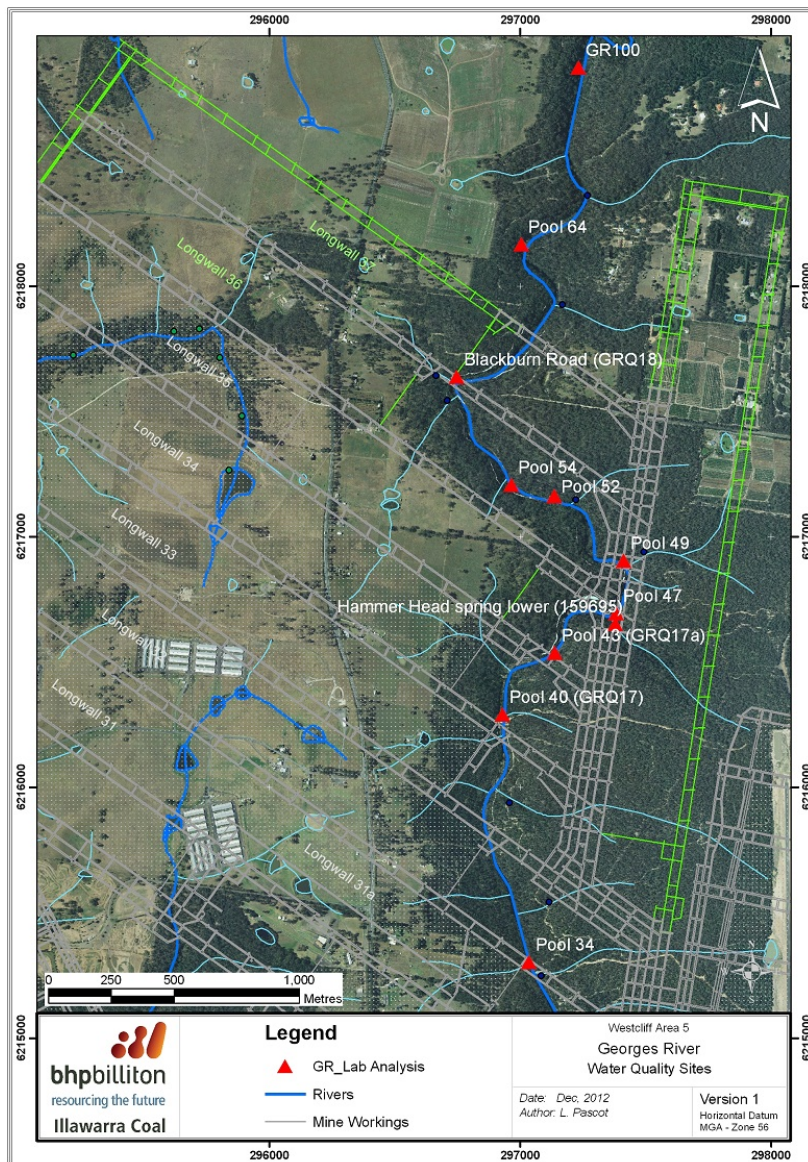 296000 297000 298000
GR100
N
Pool 64
6218000 6218000
Longwall 37
Longwall 36
Longwall 35
Blackburn Road (GRQ18)
Longwall 34
Pool 54
Pool 52
6217000 6217000
Pool 49
Longwall 33
Pool 47
Hammer Head spring lower (159695)
Pool 43 (GRQ17a)
Longwall
Pool 40 (GRQ17)
Longwall 31
6216000 6216000
Longwall 31a
Pool 34
0 250 500 1,000
Metres
N
S
6215000 6215000
bhpbilliton
resourcing the future
Illawarra Coal
Legend
GR_Lab Analysis
Rivers
Mine Workings
Westcliff Area 5
Georges River
Water Quality Sites
Date: Dec, 2012
Author: L. Pascot
Version 1
Horizontal Datum
MGA - Zone 56
296000 297000 298000